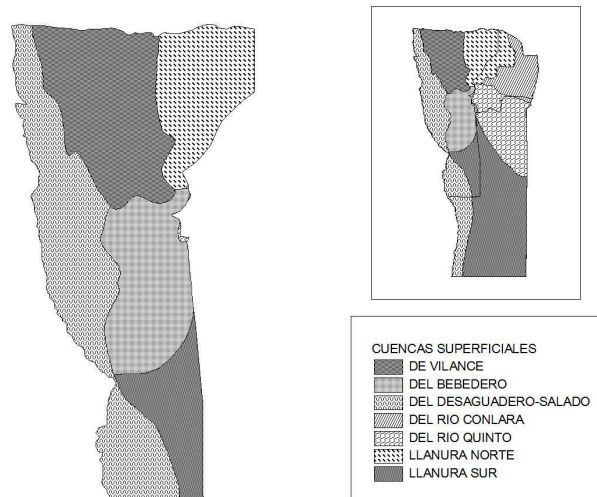 CUENCAS SUPERFICIALES
DE VILANCE
DEL BEBEDERO
DEL DESAGUADERO-SALADO
DEL RIO CONLARA
DEL RIO QUINTO
LLANURA NORTE
LLANURA SUR